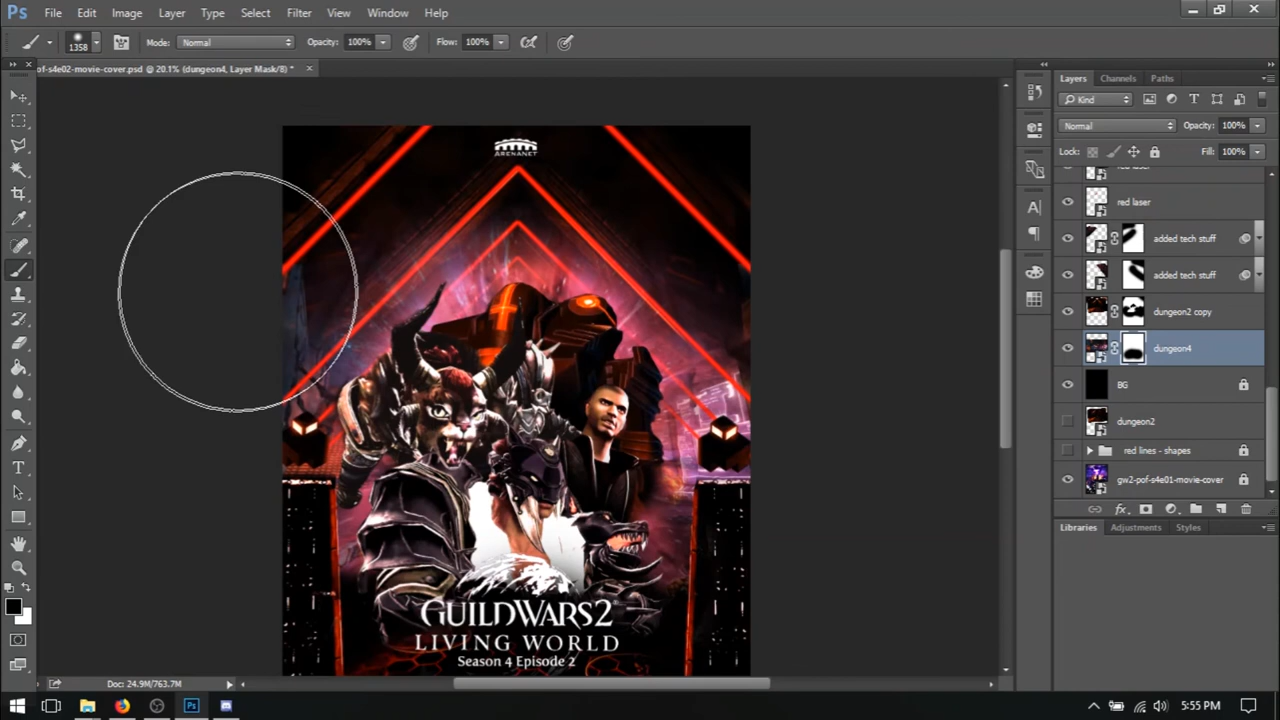 Ps File Edit Image Layer Type Select Filter View Window Help
1358 Mode: Normal Opacity: 100% Flow: 100%
of-s4e02-movie-cover.psd @ 20.1% (dungeon4, Layer Mask/8) *
Layers Channels Paths
Kind
Normal Opacity: 100%
Lock: Fill: 100%
red laser
red laser
added tech stuff
added tech stuff
dungeon2 copy
dungeon4
BG
dungeon2
red lines - shapes
gw2-pof-s4e01-movie-cover
Libraries Adjustments Styles
ARENANET
GUILDWARS2
LIVING WORLD
Season 4 Episode 2
Doc: 24.9M/763.7M
5:55 PM